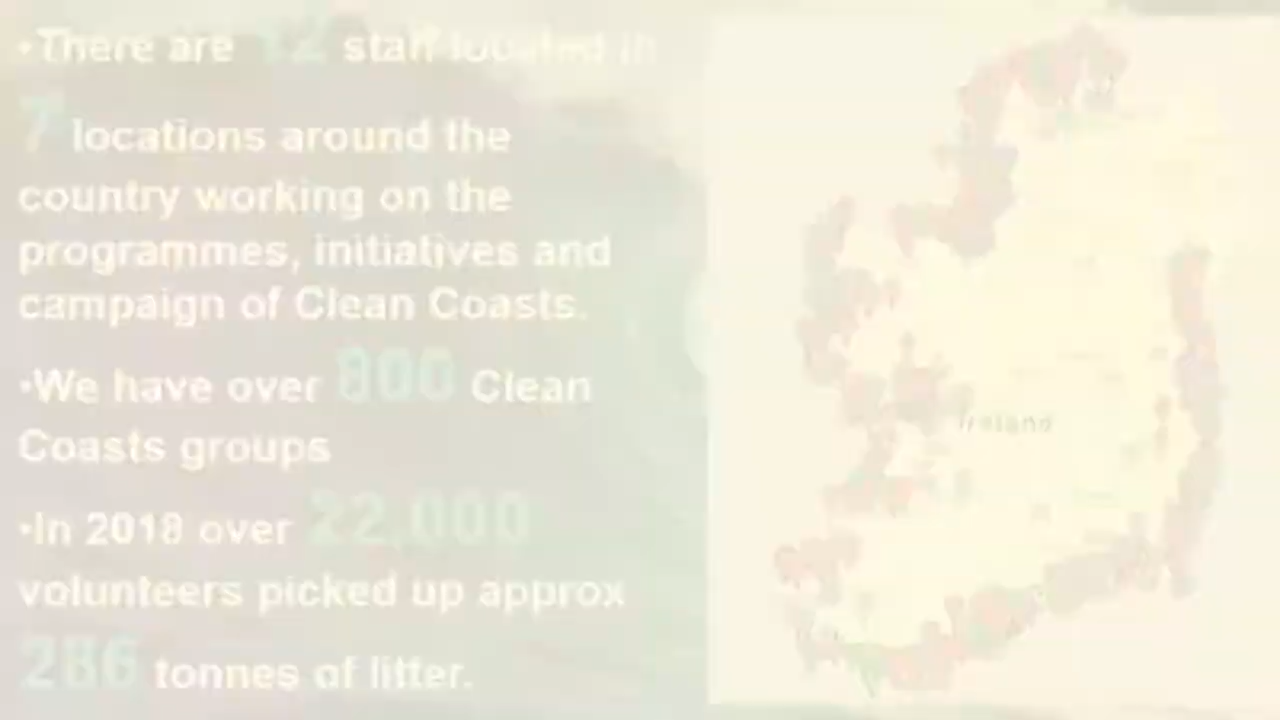 •There are 12 staff located in
7 locations around the
country working on the
programmes, initiatives and
campaign of Clean Coasts.
•We have over 800 Clean
Coasts groups
•In 2018 over 22,000
volunteers picked up approx
286 tonnes of litter.
Ireland